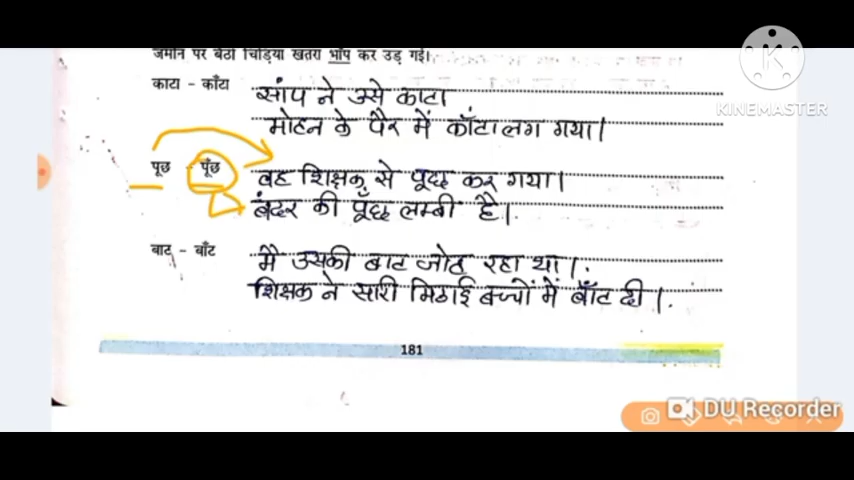 जमीन पर बैठी चिड़िया खतरा भाँप कर उड़ गई।
काटा - काँटा
सांप ने उसे काटा
मोहन के पैर में काँटा लग गया।
पूछ - पूँछ
वह शिक्षक से पूछ कर गया।
बंदर की पूँछ लम्बी है।
बाट - बाँट
मै उसकी बाट जोह रहा था।
शिक्षक ने सारी मिठाई बच्चों में बाँट दी।
181
K
KINEMASTER
DU Recorder